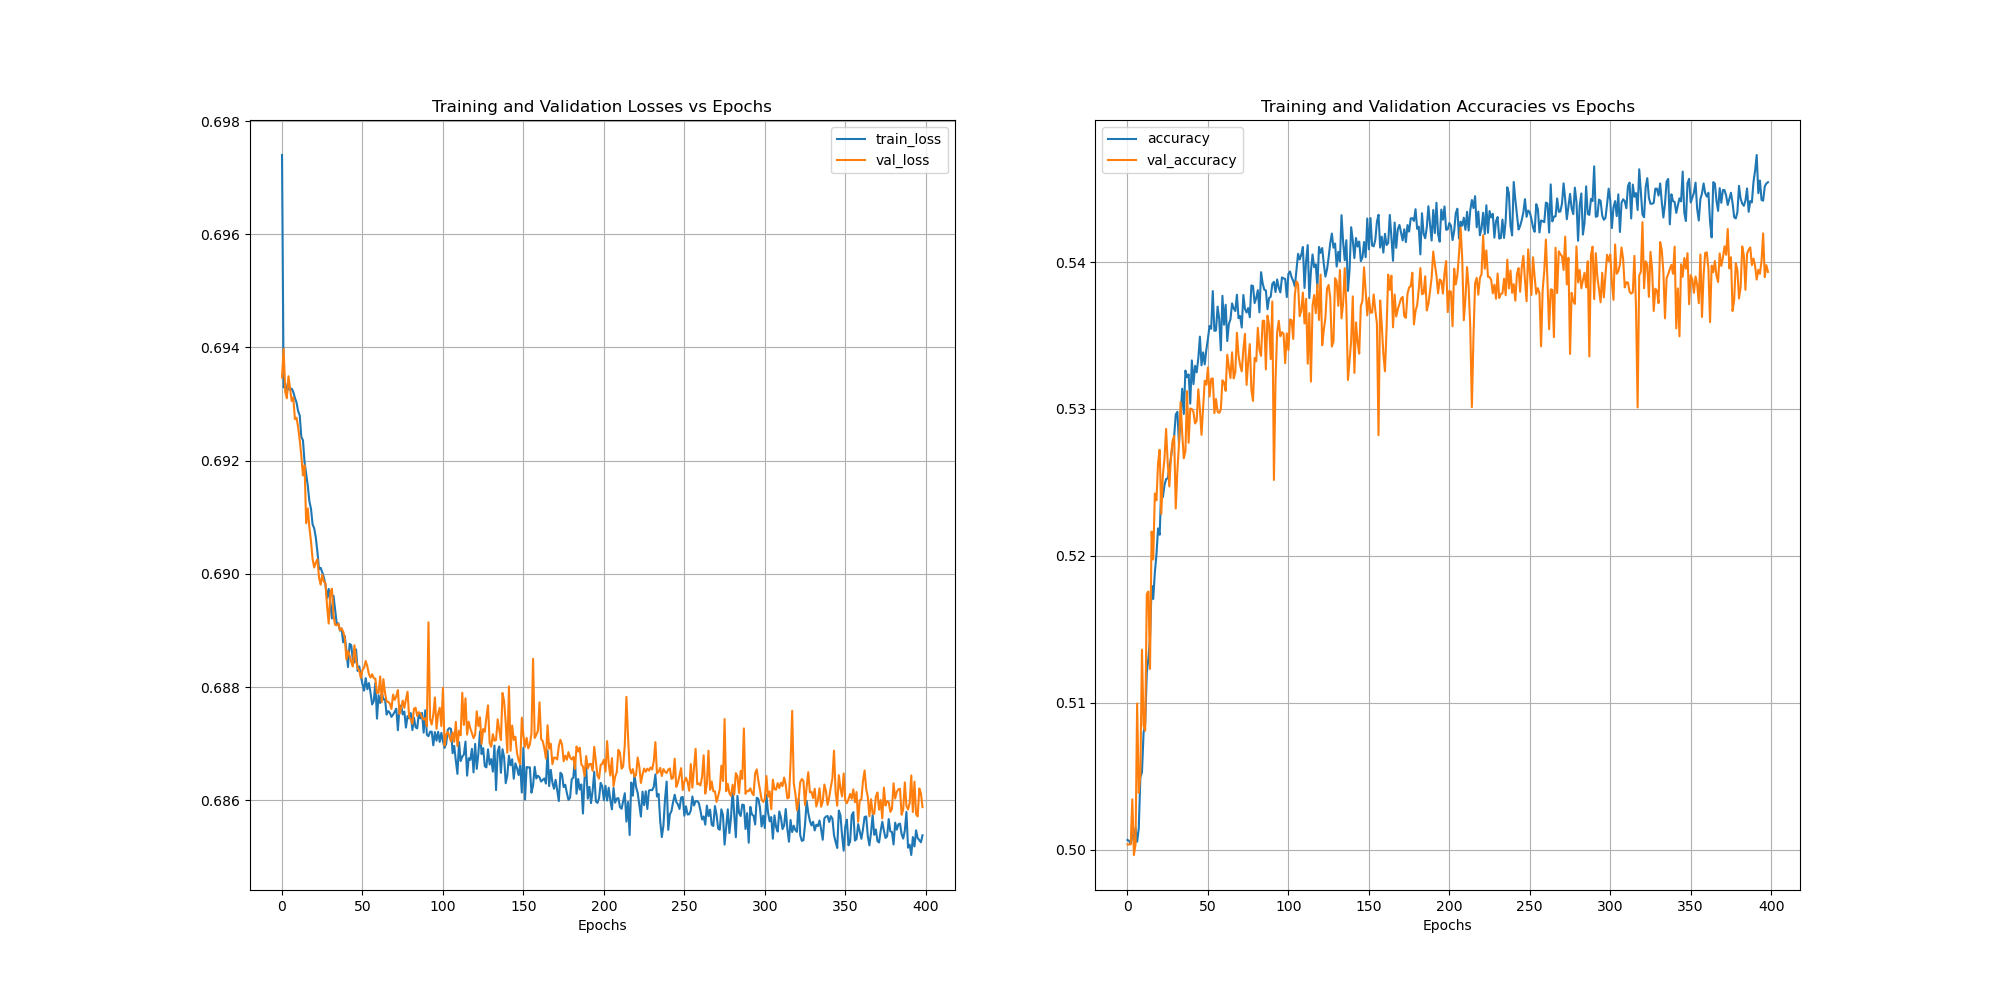 Training and Validation Losses vs Epochs
train_loss
val_loss
0.698
0.696
0.694
0.692
0.690
0.688
0.686
0 50 100 150 200 250 300 350 400
Epochs
Training and Validation Accuracies vs Epochs
accuracy
val_accuracy
0.54
0.53
0.52
0.51
0.50
0 50 100 150 200 250 300 350 400
Epochs